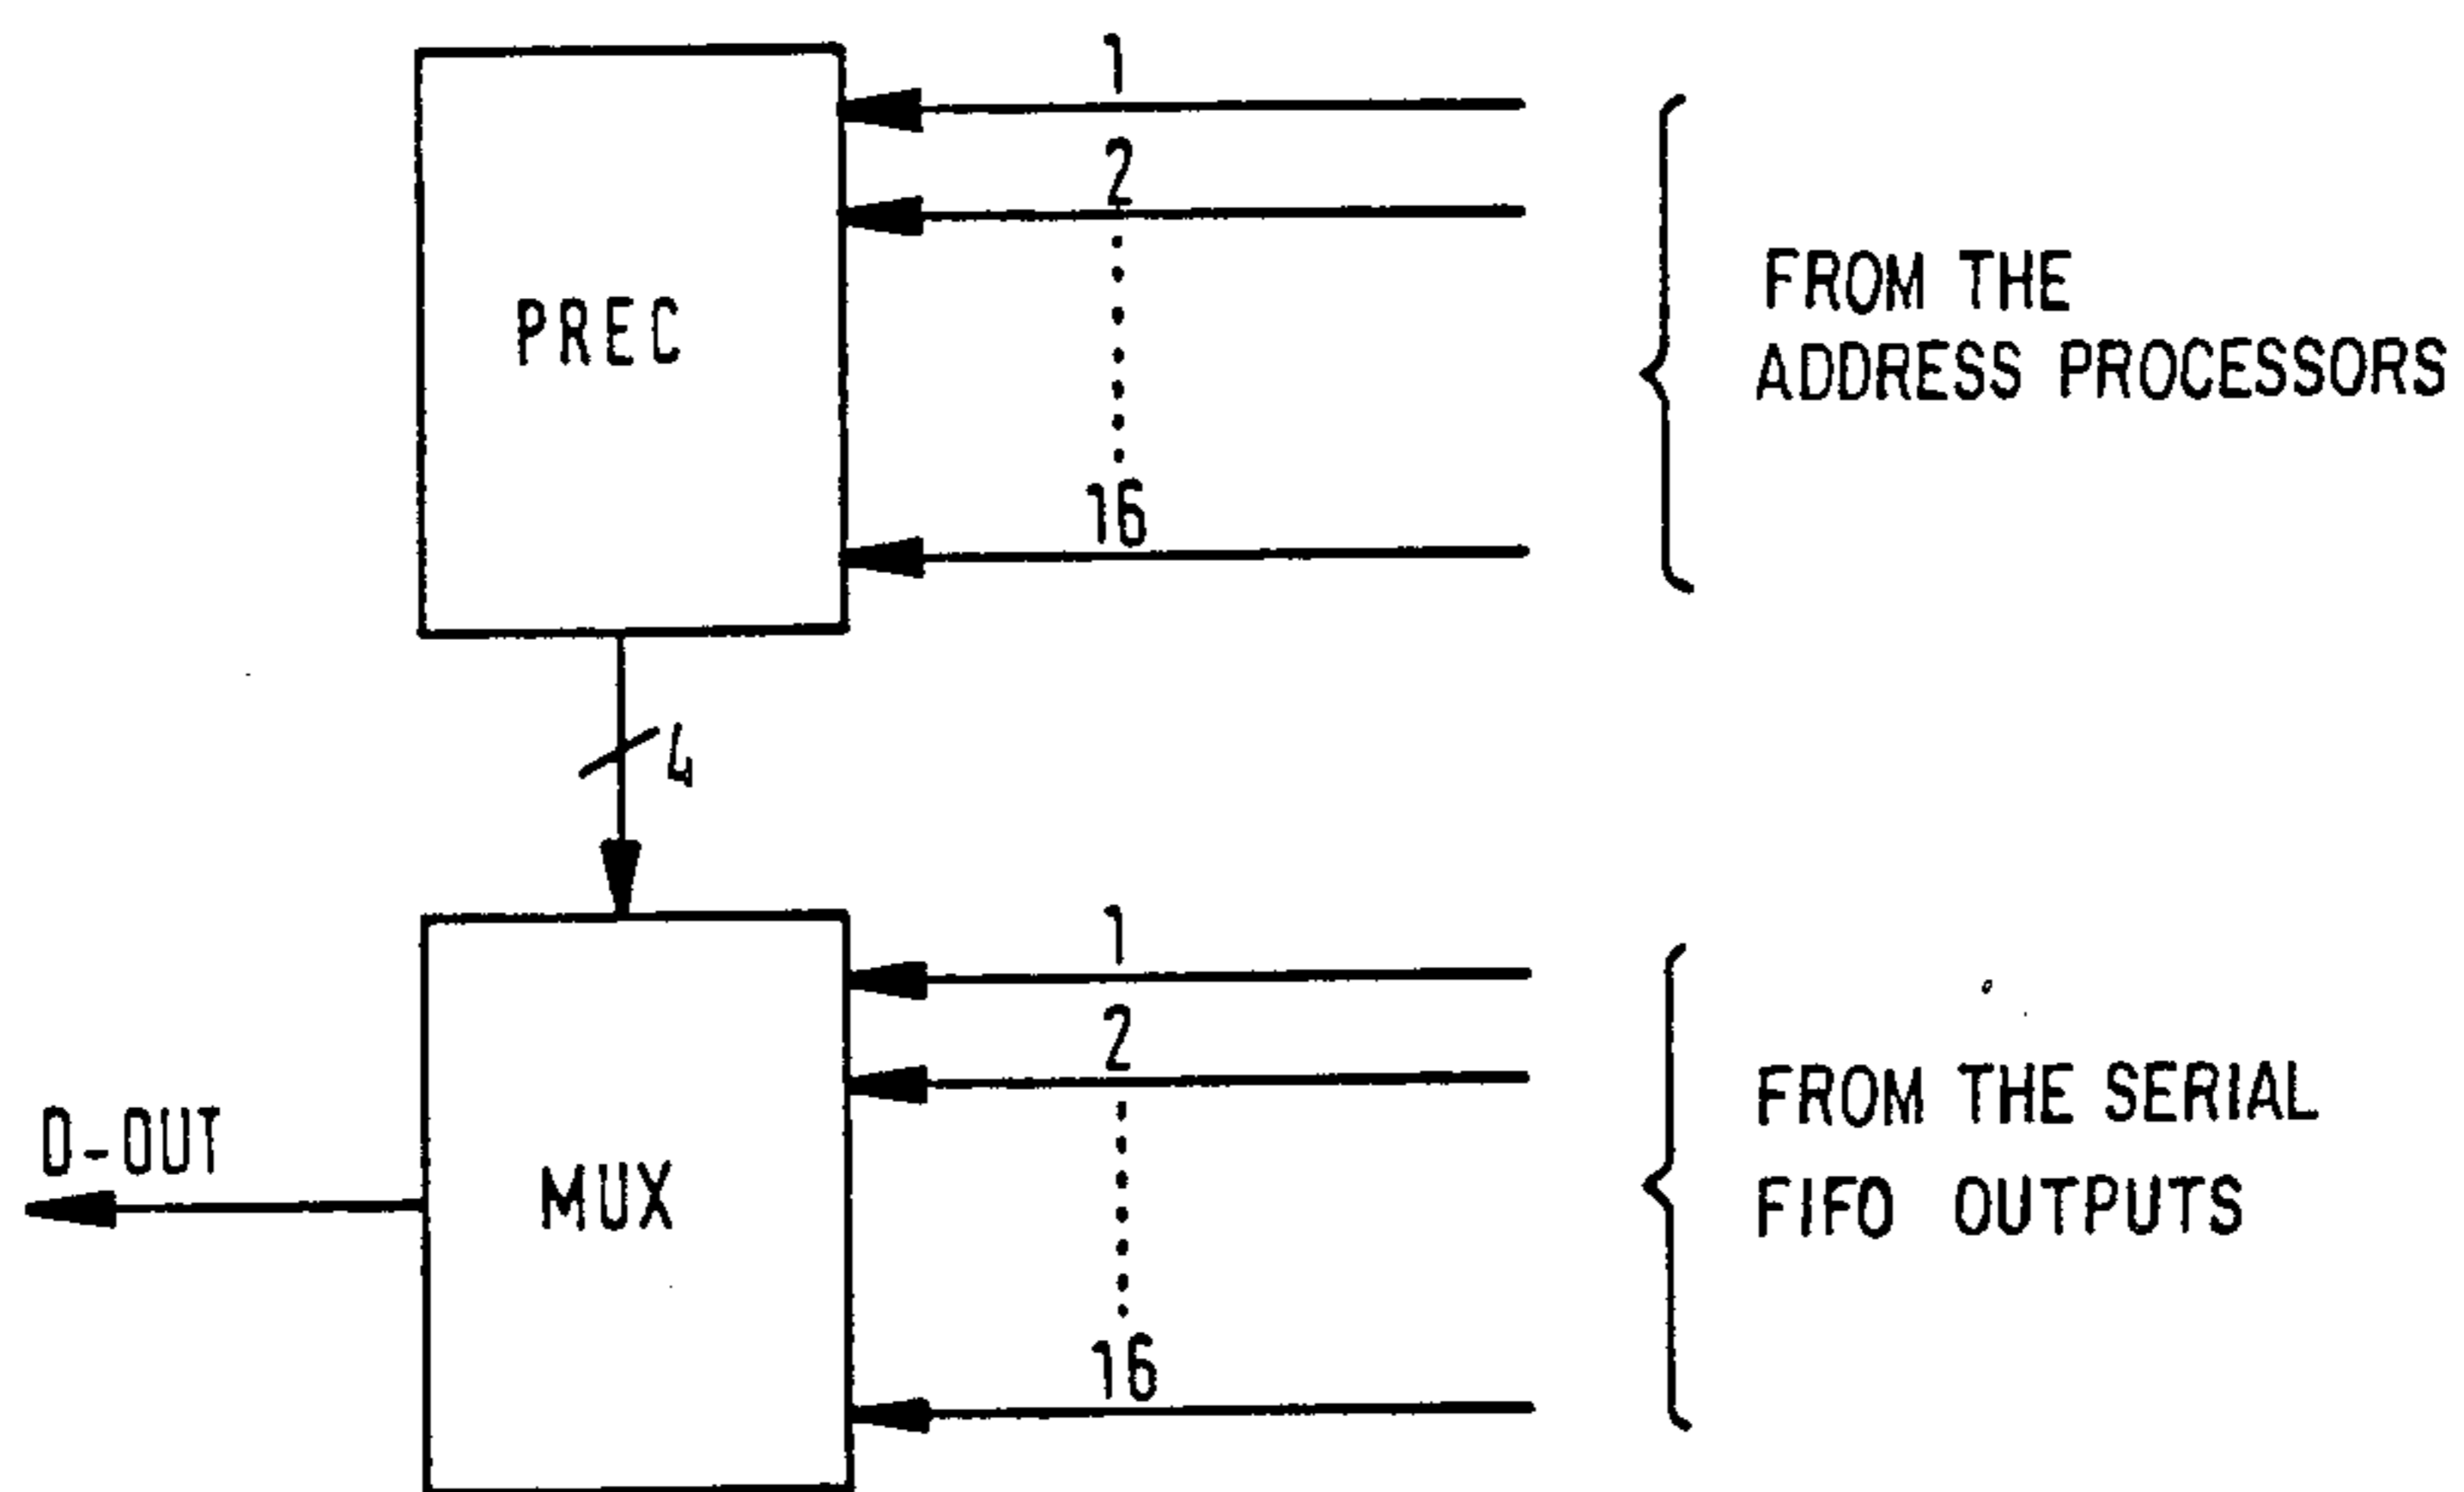 1
2
PREC
16
FROM THE
ADDRESS PROCESSORS
4
1
2
D-OUT
MUX
16
FROM THE SERIAL
FIFO OUTPUTS